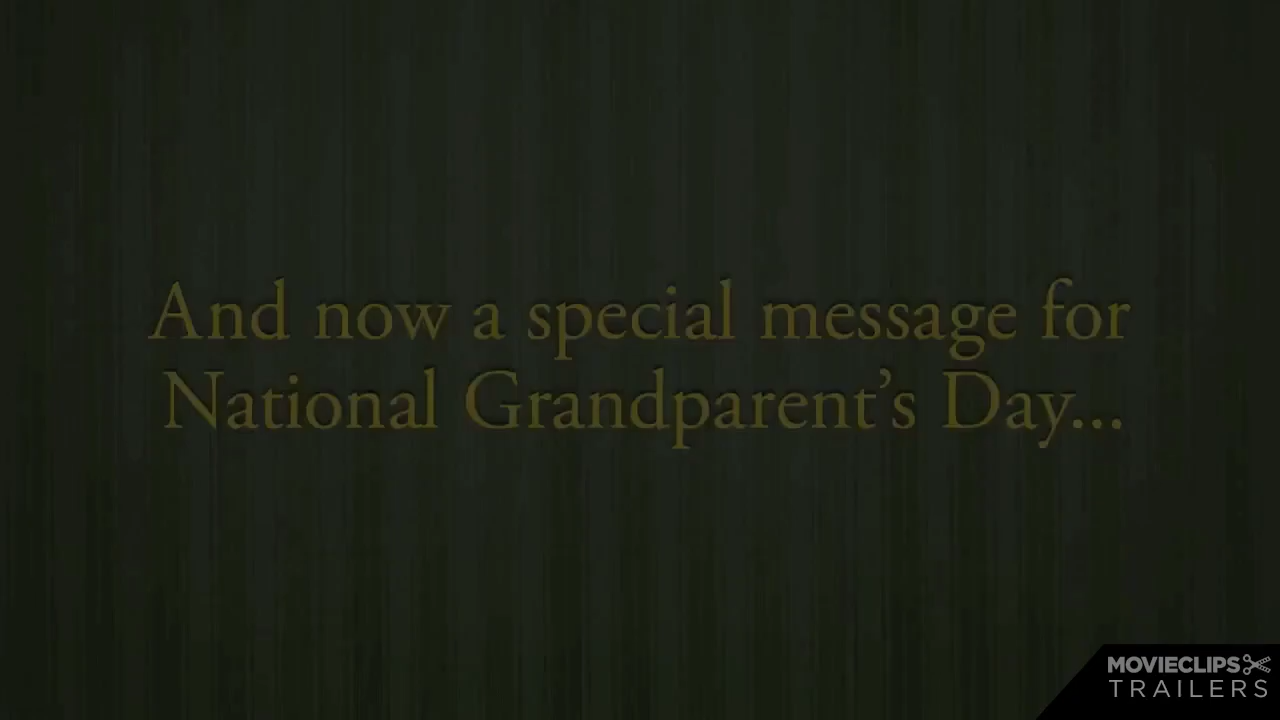 And now a special message for
National Grandparent’s Day...
MOVIECLIPS
TRAILERS